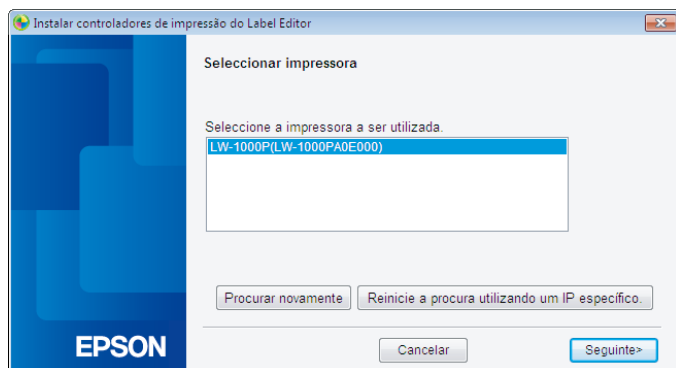 Instalar controladores de impressão do Label Editor
Seleccionar impressora
Seleccione a impressora a ser utilizada.
LW-1000P(LW-1000PA0E000)
Procurar novamente
Reinicie a procura utilizando um IP específico.
EPSON
Cancelar
Seguinte>